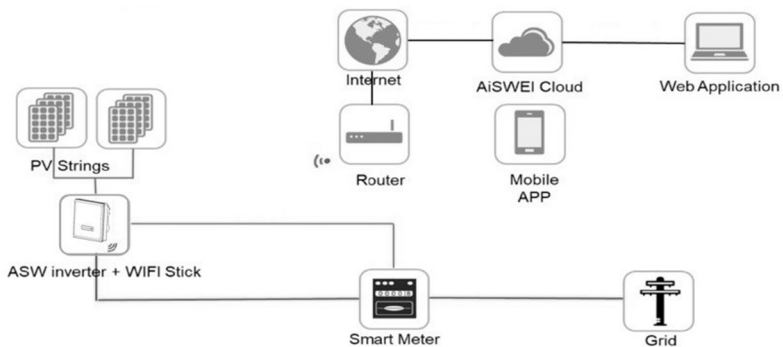 Internet
AiSWEI Cloud
Web Application
PV Strings
Router
Mobile
APP
ASW inverter + WIFI Stick
Smart Meter
Grid